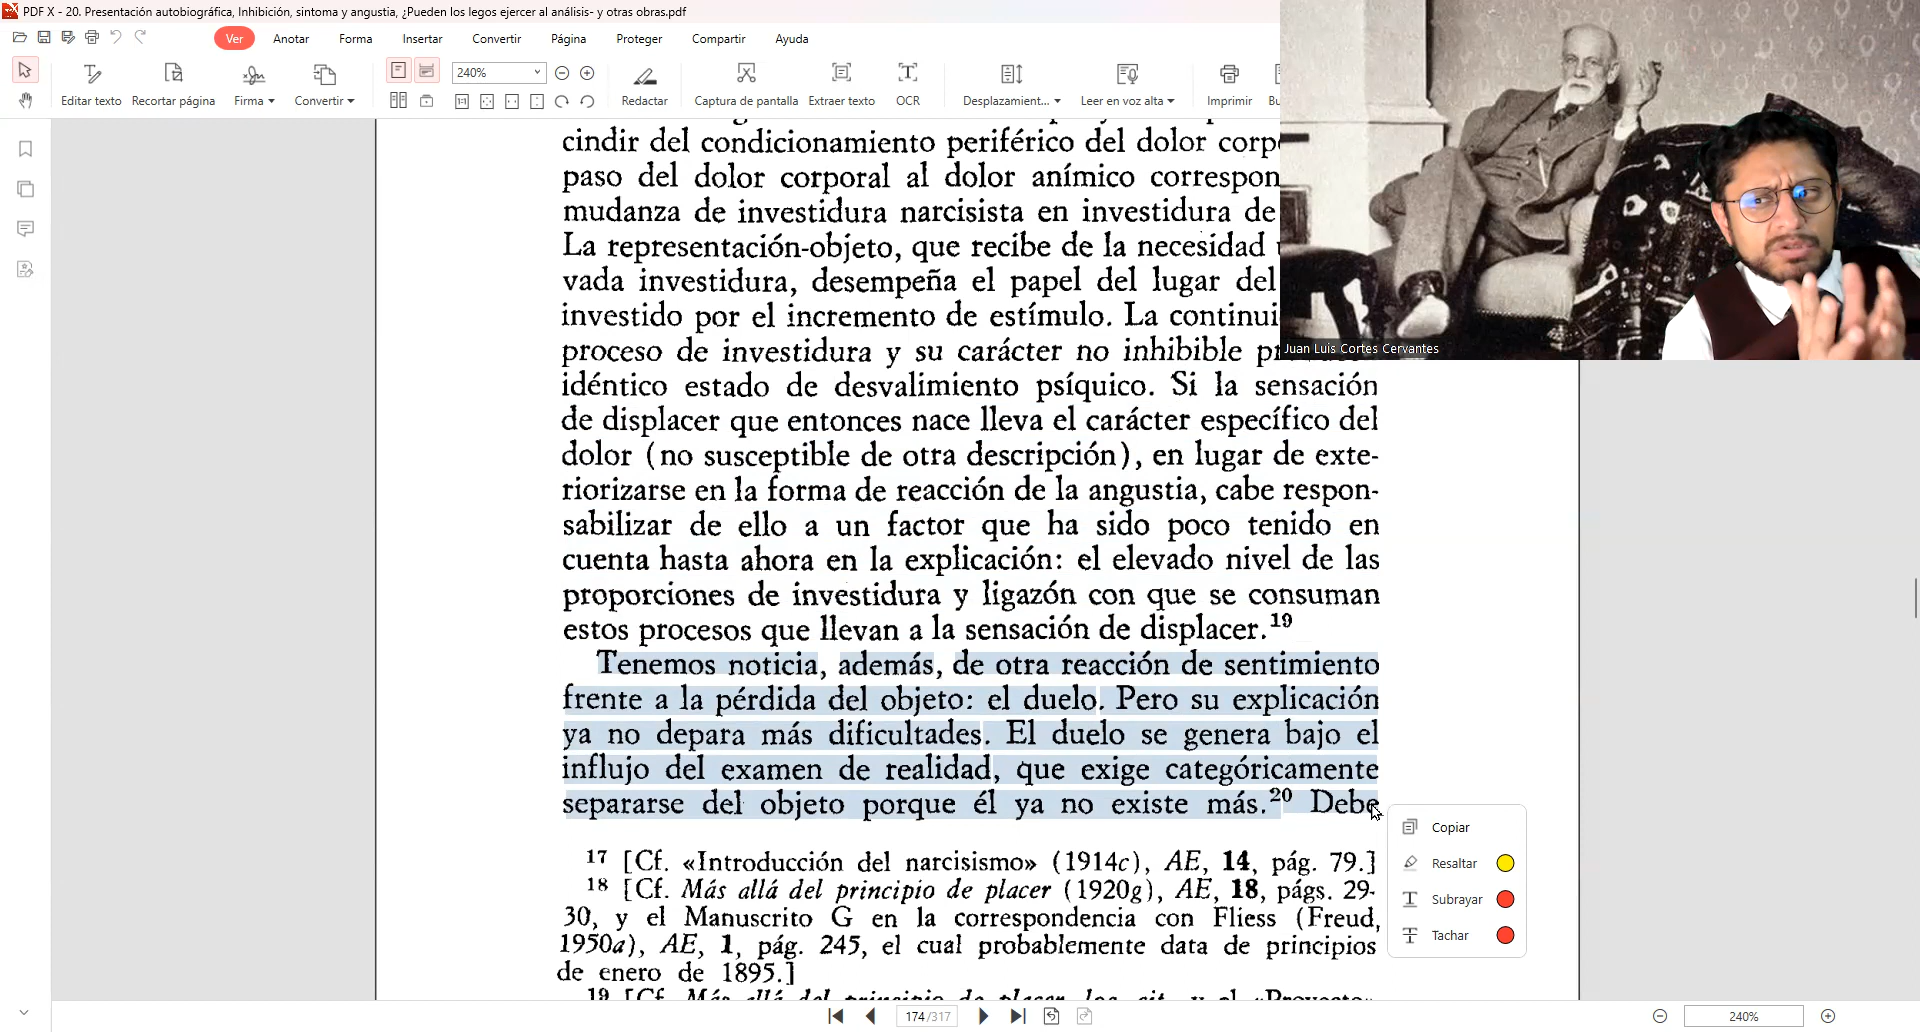 PDF X - 20. Presentación autobiográfica, Inhibición, sintoma y angustia, ¿Pueden los legos ejercer al análisis- y otras obras.pdf
Ver Anotar Forma Insertar Convertir Página Proteger Compartir Ayuda
240%
Editar texto Recortar página Firma Convertir Redactar Captura de pantalla Extraer texto OCR Desplazamient... Leer en voz alta Imprimir Bu
cindir del condicionamiento periférico del dolor corp
paso del dolor corporal al dolor anímico correspon
mudanza de investidura narcisista en investidura de
La representación-objeto, que recibe de la necesidad
vada investidura, desempeña el papel del lugar del
investido por el incremento de estímulo. La continui
proceso de investidura y su carácter no inhibible
Juan Luis Cortes Cervantes
idéntico estado de desvalimiento psíquico. Si la sensación
de displacer que entonces nace lleva el carácter específico del
dolor (no susceptible de otra descripción), en lugar de exte-
riorizarse en la forma de reacción de la angustia, cabe respon-
sabilizar de ello a un factor que ha sido poco tenido en
cuenta hasta ahora en la explicación: el elevado nivel de las
proporciones de investidura y ligazón con que se consuman
estos procesos que llevan a la sensación de displacer.¹⁹
Tenemos noticia, además, de otra reacción de sentimiento
frente a la pérdida del objeto: el duelo. Pero su explicación
ya no depara más dificultades. El duelo se genera bajo el
influjo del examen de realidad, que exige categóricamente
separarse del objeto porque él ya no existe más.²⁰ Debe
Copiar
Resaltar
Subrayar
Tachar
¹⁷ [Cf. «Introducción del narcisismo» (1914c), AE, 14, pág. 79.]
¹⁸ [Cf. Más allá del principio de placer (1920g), AE, 18, págs. 29-
30, y el Manuscrito G en la correspondencia con Fliess (Freud,
1950a), AE, 1, pág. 245, el cual probablemente data de principios
de enero de 1895.]
¹⁹ [Cf. Más allá del principio de placer, loc. cit., y el «Proyecto»
174/317
240%